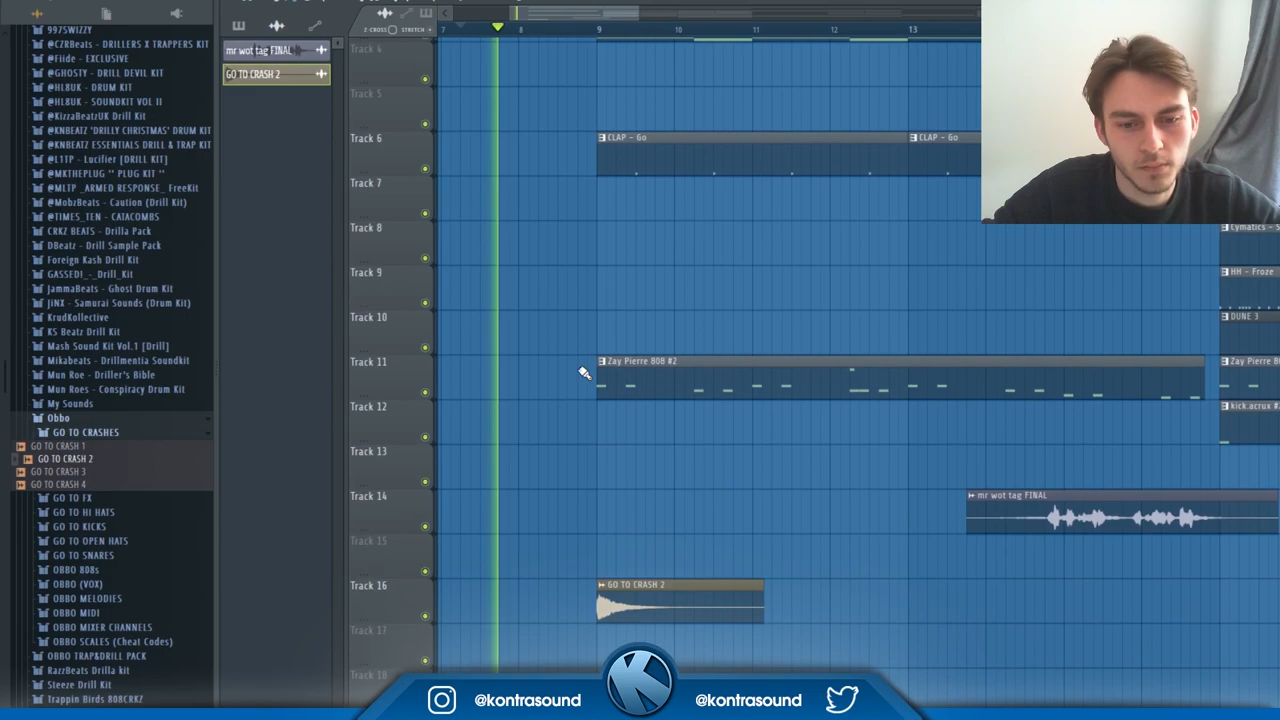 997SWIZZY
@CZRBeats - DRILLERS X TRAPPERS KIT
@Fiide - EXCLUSIVE
@GHOSTY - DRILL DEVIL KIT
@HL8UK - DRUM KIT
@HL8UK - SOUNDKIT VOL II
@KizzaBeatzUK Drill Kit
@KNBEATZ 'DRILLY CHRISTMAS' DRUM KIT
@KNBEATZ ESSENTIALS DRILL & TRAP KIT
@L1TP - Lucifier [DRILL KIT]
@MKTHEPLUG " PLUG KIT "
@MLTP _ARMED RESPONSE_ FreeKit
@MobzBeats - Caution (Drill Kit)
@TIMES_TEN - CATACOMBS
CRKZ BEATS - Drilla Pack
DBeatz - Drill Sample Pack
Foreign Kash Drill Kit
GASSED!_-_Drill_Kit
JammaBeats - Ghost Drum Kit
JiNX - Samurai Sounds (Drum Kit)
KrudKollective
KS Beatz Drill Kit
Mash Sound Kit Vol.1 [Drill]
Mikabeats - Drillmentia Soundkit
Mun Roe - Driller's Bible
Mun Roes - Conspiracy Drum Kit
My Sounds
Obbo
GO TO CRASHES
GO TO CRASH 1
GO TO CRASH 2
GO TO CRASH 3
GO TO CRASH 4
GO TO FX
GO TO HI HATS
GO TO KICKS
GO TO OPEN HATS
GO TO SNARES
OBBO 808s
OBBO (VOX)
OBBO MELODIES
OBBO MIDI
OBBO MIXER CHANNELS
OBBO SCALES (Cheat Codes)
OBBO TRAP&DRILL PACK
RazzBeats Drilla kit
Steeze Drill Kit
Trappin Birds 808CRKZ
mr wot tag FINAL
GO TO CRASH 2
Z-CROSS STRETCH
7 8 9 10 11 12 13
Track 4
Track 5
Track 6 CLAP - Go CLAP - Go
Track 7
Track 8 Cymatics - S
Track 9 HH - Froze
Track 10 DUNE 3
Track 11 Zay Pierre 808 #2 Zay Pierre 80
Track 12 kick.acrux #
Track 13
Track 14 mr wot tag FINAL
Track 15
Track 16 GO TO CRASH 2
Track 17
Track 18
@kontrasound K @kontrasound